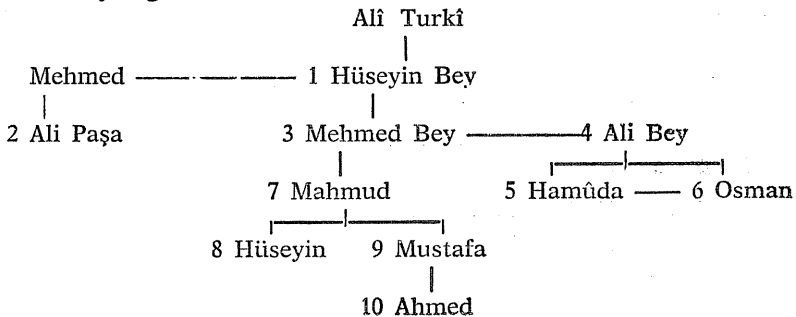 Alî Turkî
Mehmed 1 Hüseyin Bey
2 Ali Paşa 3 Mehmed Bey 4 Ali Bey
7 Mahmud 5 Hamûda 6 Osman
8 Hüseyin 9 Mustafa
10 Ahmed